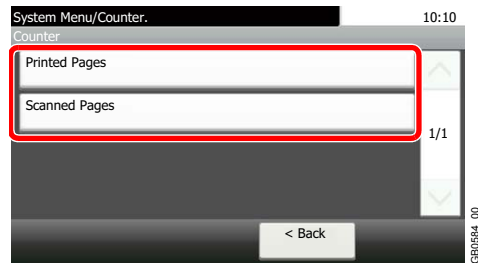 System Menu/Counter.
10:10
Counter
Printed Pages
Scanned Pages
1/1
< Back
GB0584_00